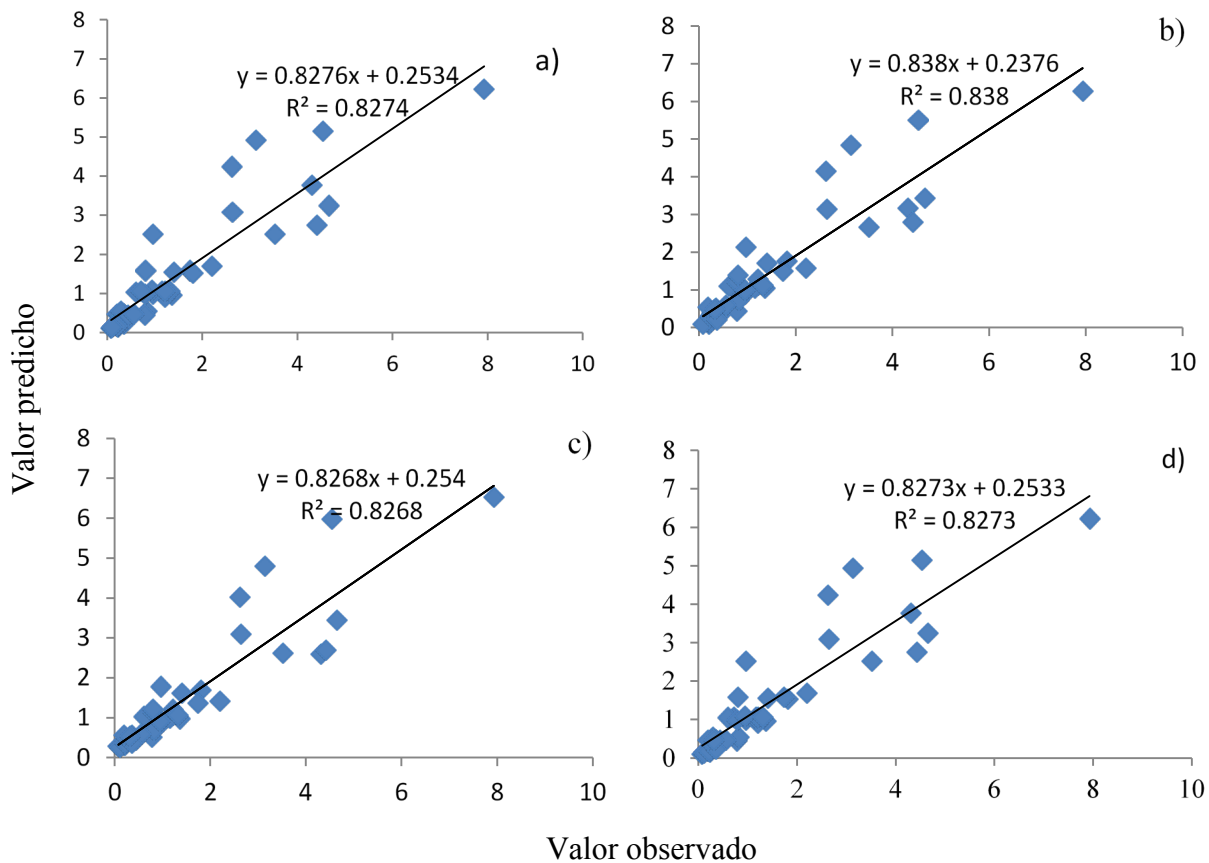 Valor predicho
a)
y = 0.8276x + 0.2534
R² = 0.8274
8
7
6
5
4
3
2
1
0
0 2 4 6 8 10
b)
y = 0.838x + 0.2376
R² = 0.838
8
7
6
5
4
3
2
1
0
0 2 4 6 8 10
c)
y = 0.8268x + 0.254
R² = 0.8268
8
7
6
5
4
3
2
1
0
0 2 4 6 8 10
d)
y = 0.8273x + 0.2533
R² = 0.8273
8
7
6
5
4
3
2
1
0
0 2 4 6 8 10
Valor observado